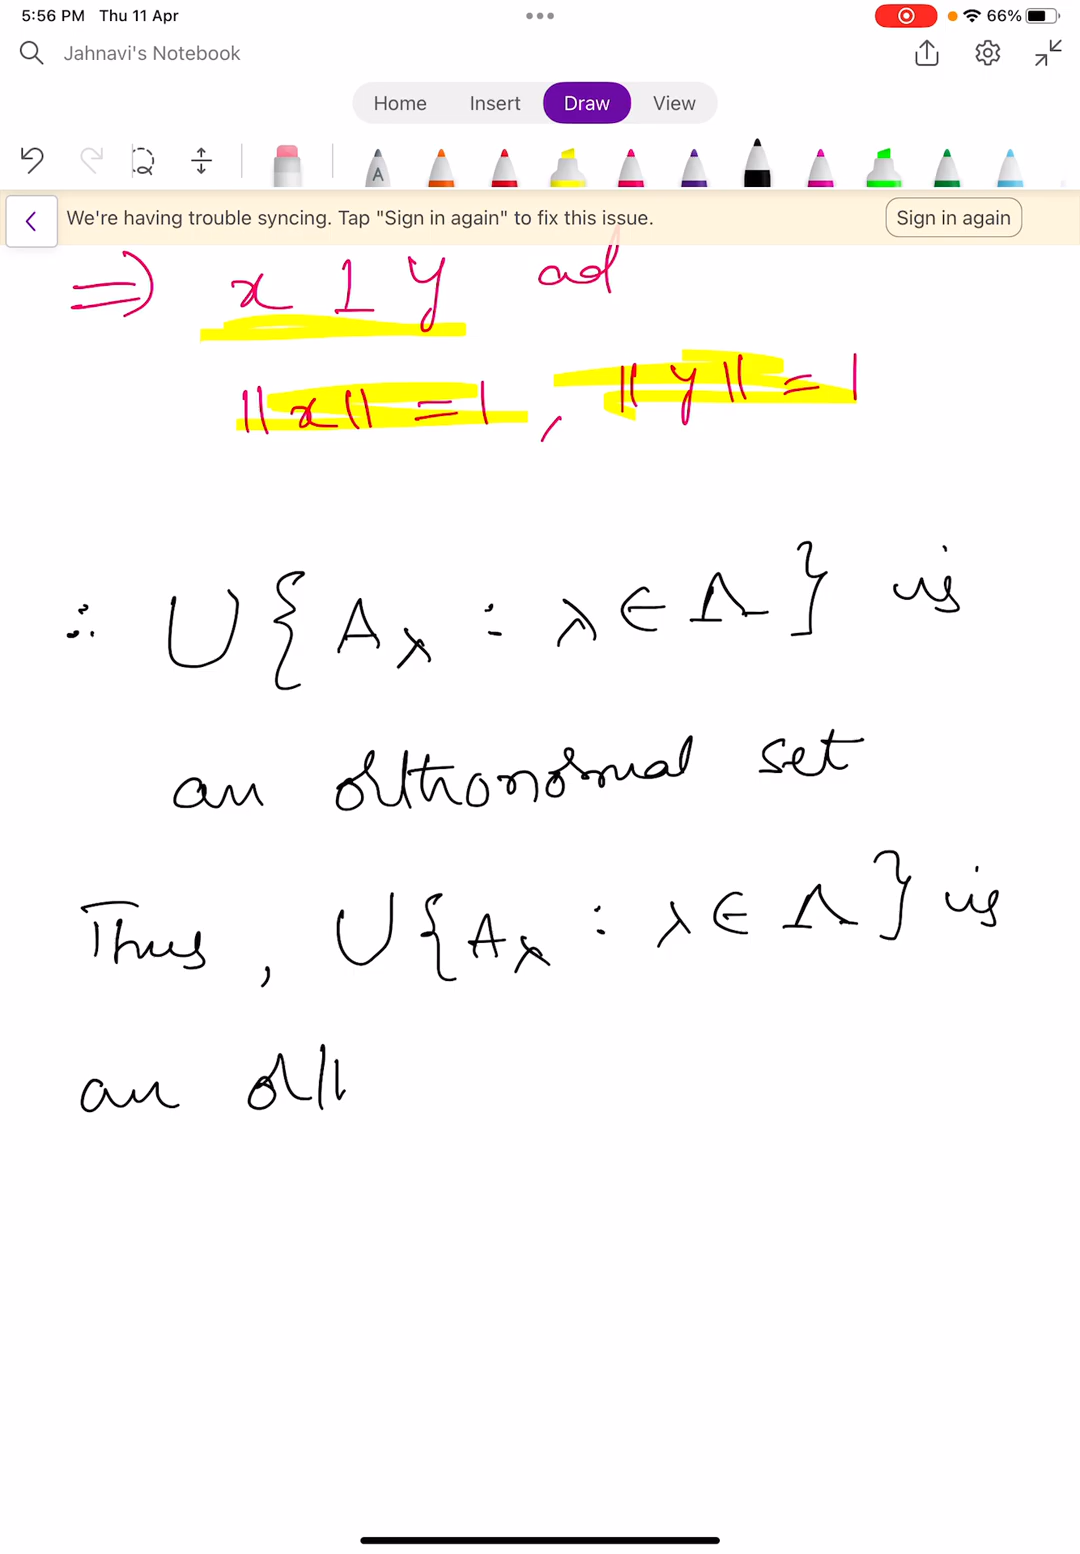 5:56 PM Thu 11 Apr
66%
Jahnavi's Notebook
Home Insert Draw View
A
We're having trouble syncing. Tap "Sign in again" to fix this issue. Sign in again
⇒ x ⊥ y ad
||x|| = 1, ||y|| = 1
∴ ∪{A_λ : λ ∈ Λ} is
an orthonormal set
Thus, ∪{A_λ : λ ∈ Λ} is
an orth